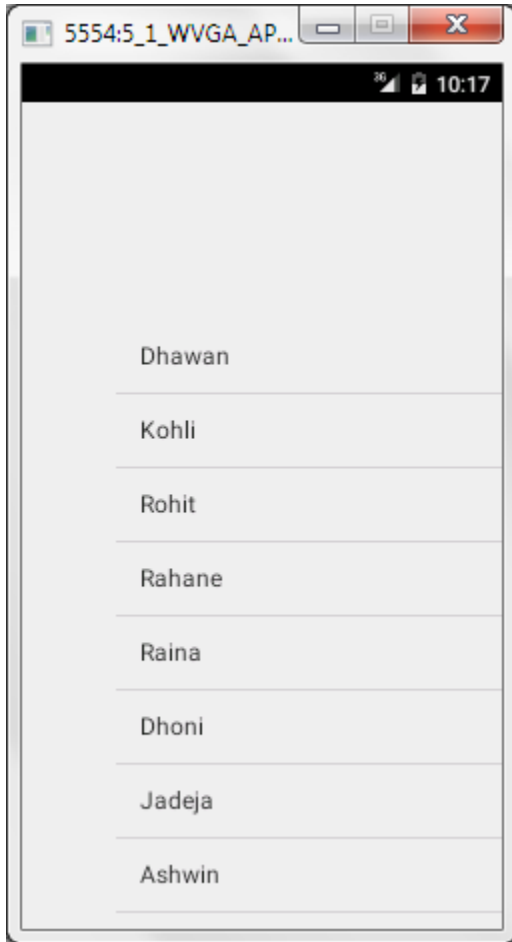 5554:5_1_WVGA_AP...
10:17
Dhawan
Kohli
Rohit
Rahane
Raina
Dhoni
Jadeja
Ashwin